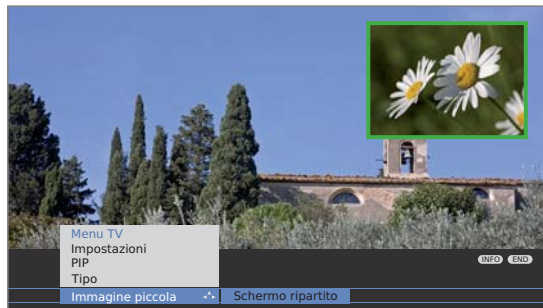 Menu TV
Impostazioni
PIP
Tipo
Immagine piccola Schermo ripartito
INFO END